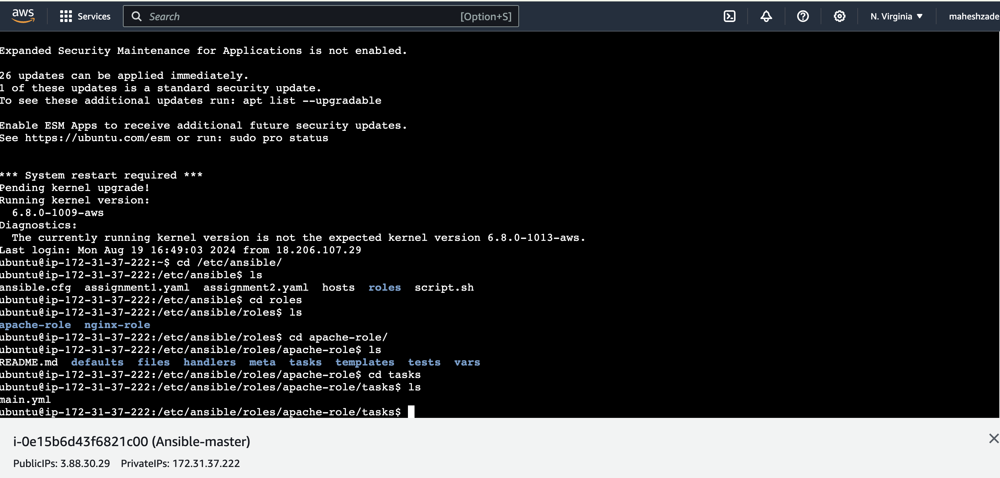 aws Services Search [Option+S] N. Virginia maheshzade
Expanded Security Maintenance for Applications is not enabled.
26 updates can be applied immediately.
1 of these updates is a standard security update.
To see these additional updates run: apt list --upgradable
Enable ESM Apps to receive additional future security updates.
See https://ubuntu.com/esm or run: sudo pro status
*** System restart required ***
Pending kernel upgrade!
Running kernel version:
  6.8.0-1009-aws
Diagnostics:
  The currently running kernel version is not the expected kernel version 6.8.0-1013-aws.
Last login: Mon Aug 19 16:49:03 2024 from 18.206.107.29
ubuntu@ip-172-31-37-222:~$ cd /etc/ansible/
ubuntu@ip-172-31-37-222:/etc/ansible$ ls
ansible.cfg  assignment1.yaml  assignment2.yaml  hosts  roles  script.sh
ubuntu@ip-172-31-37-222:/etc/ansible$ cd roles
ubuntu@ip-172-31-37-222:/etc/ansible/roles$ ls
apache-role  nginx-role
ubuntu@ip-172-31-37-222:/etc/ansible/roles$ cd apache-role/
ubuntu@ip-172-31-37-222:/etc/ansible/roles/apache-role$ ls
README.md  defaults  files  handlers  meta  tasks  templates  tests  vars
ubuntu@ip-172-31-37-222:/etc/ansible/roles/apache-role$ cd tasks
ubuntu@ip-172-31-37-222:/etc/ansible/roles/apache-role/tasks$ ls
main.yml
ubuntu@ip-172-31-37-222:/etc/ansible/roles/apache-role/tasks$
i-0e15b6d43f6821c00 (Ansible-master)
PublicIPs: 3.88.30.29 PrivateIPs: 172.31.37.222